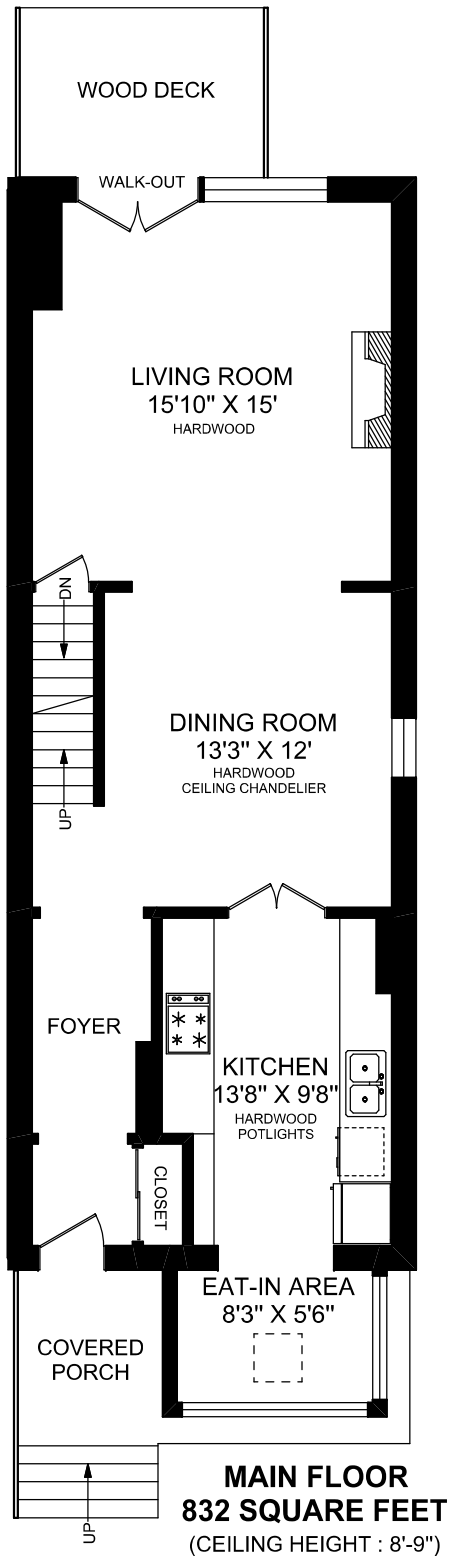 WOOD DECK
WALK-OUT
LIVING ROOM
15'10" X 15'
HARDWOOD
DN
DINING ROOM
13'3" X 12'
HARDWOOD
CEILING CHANDELIER
UP
FOYER
KITCHEN
13'8" X 9'8"
HARDWOOD
POTLIGHTS
CLOSET
EAT-IN AREA
8'3" X 5'6"
COVERED
PORCH
UP
MAIN FLOOR
832 SQUARE FEET
(CEILING HEIGHT : 8'-9")